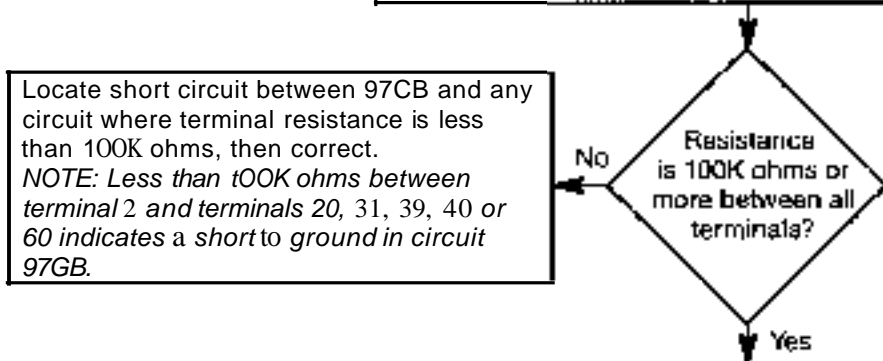 Locate short circuit between 97CB and any
circuit where terminal resistance is less
than 100K ohms, then correct.
NOTE: Less than tOOK ohms between
terminal 2 and terminals 20, 31, 39, 40 or
60 indicates a short to ground in circuit
97GB.
No
Resistance
is 100K ohms or
more between all
terminals?
Yes